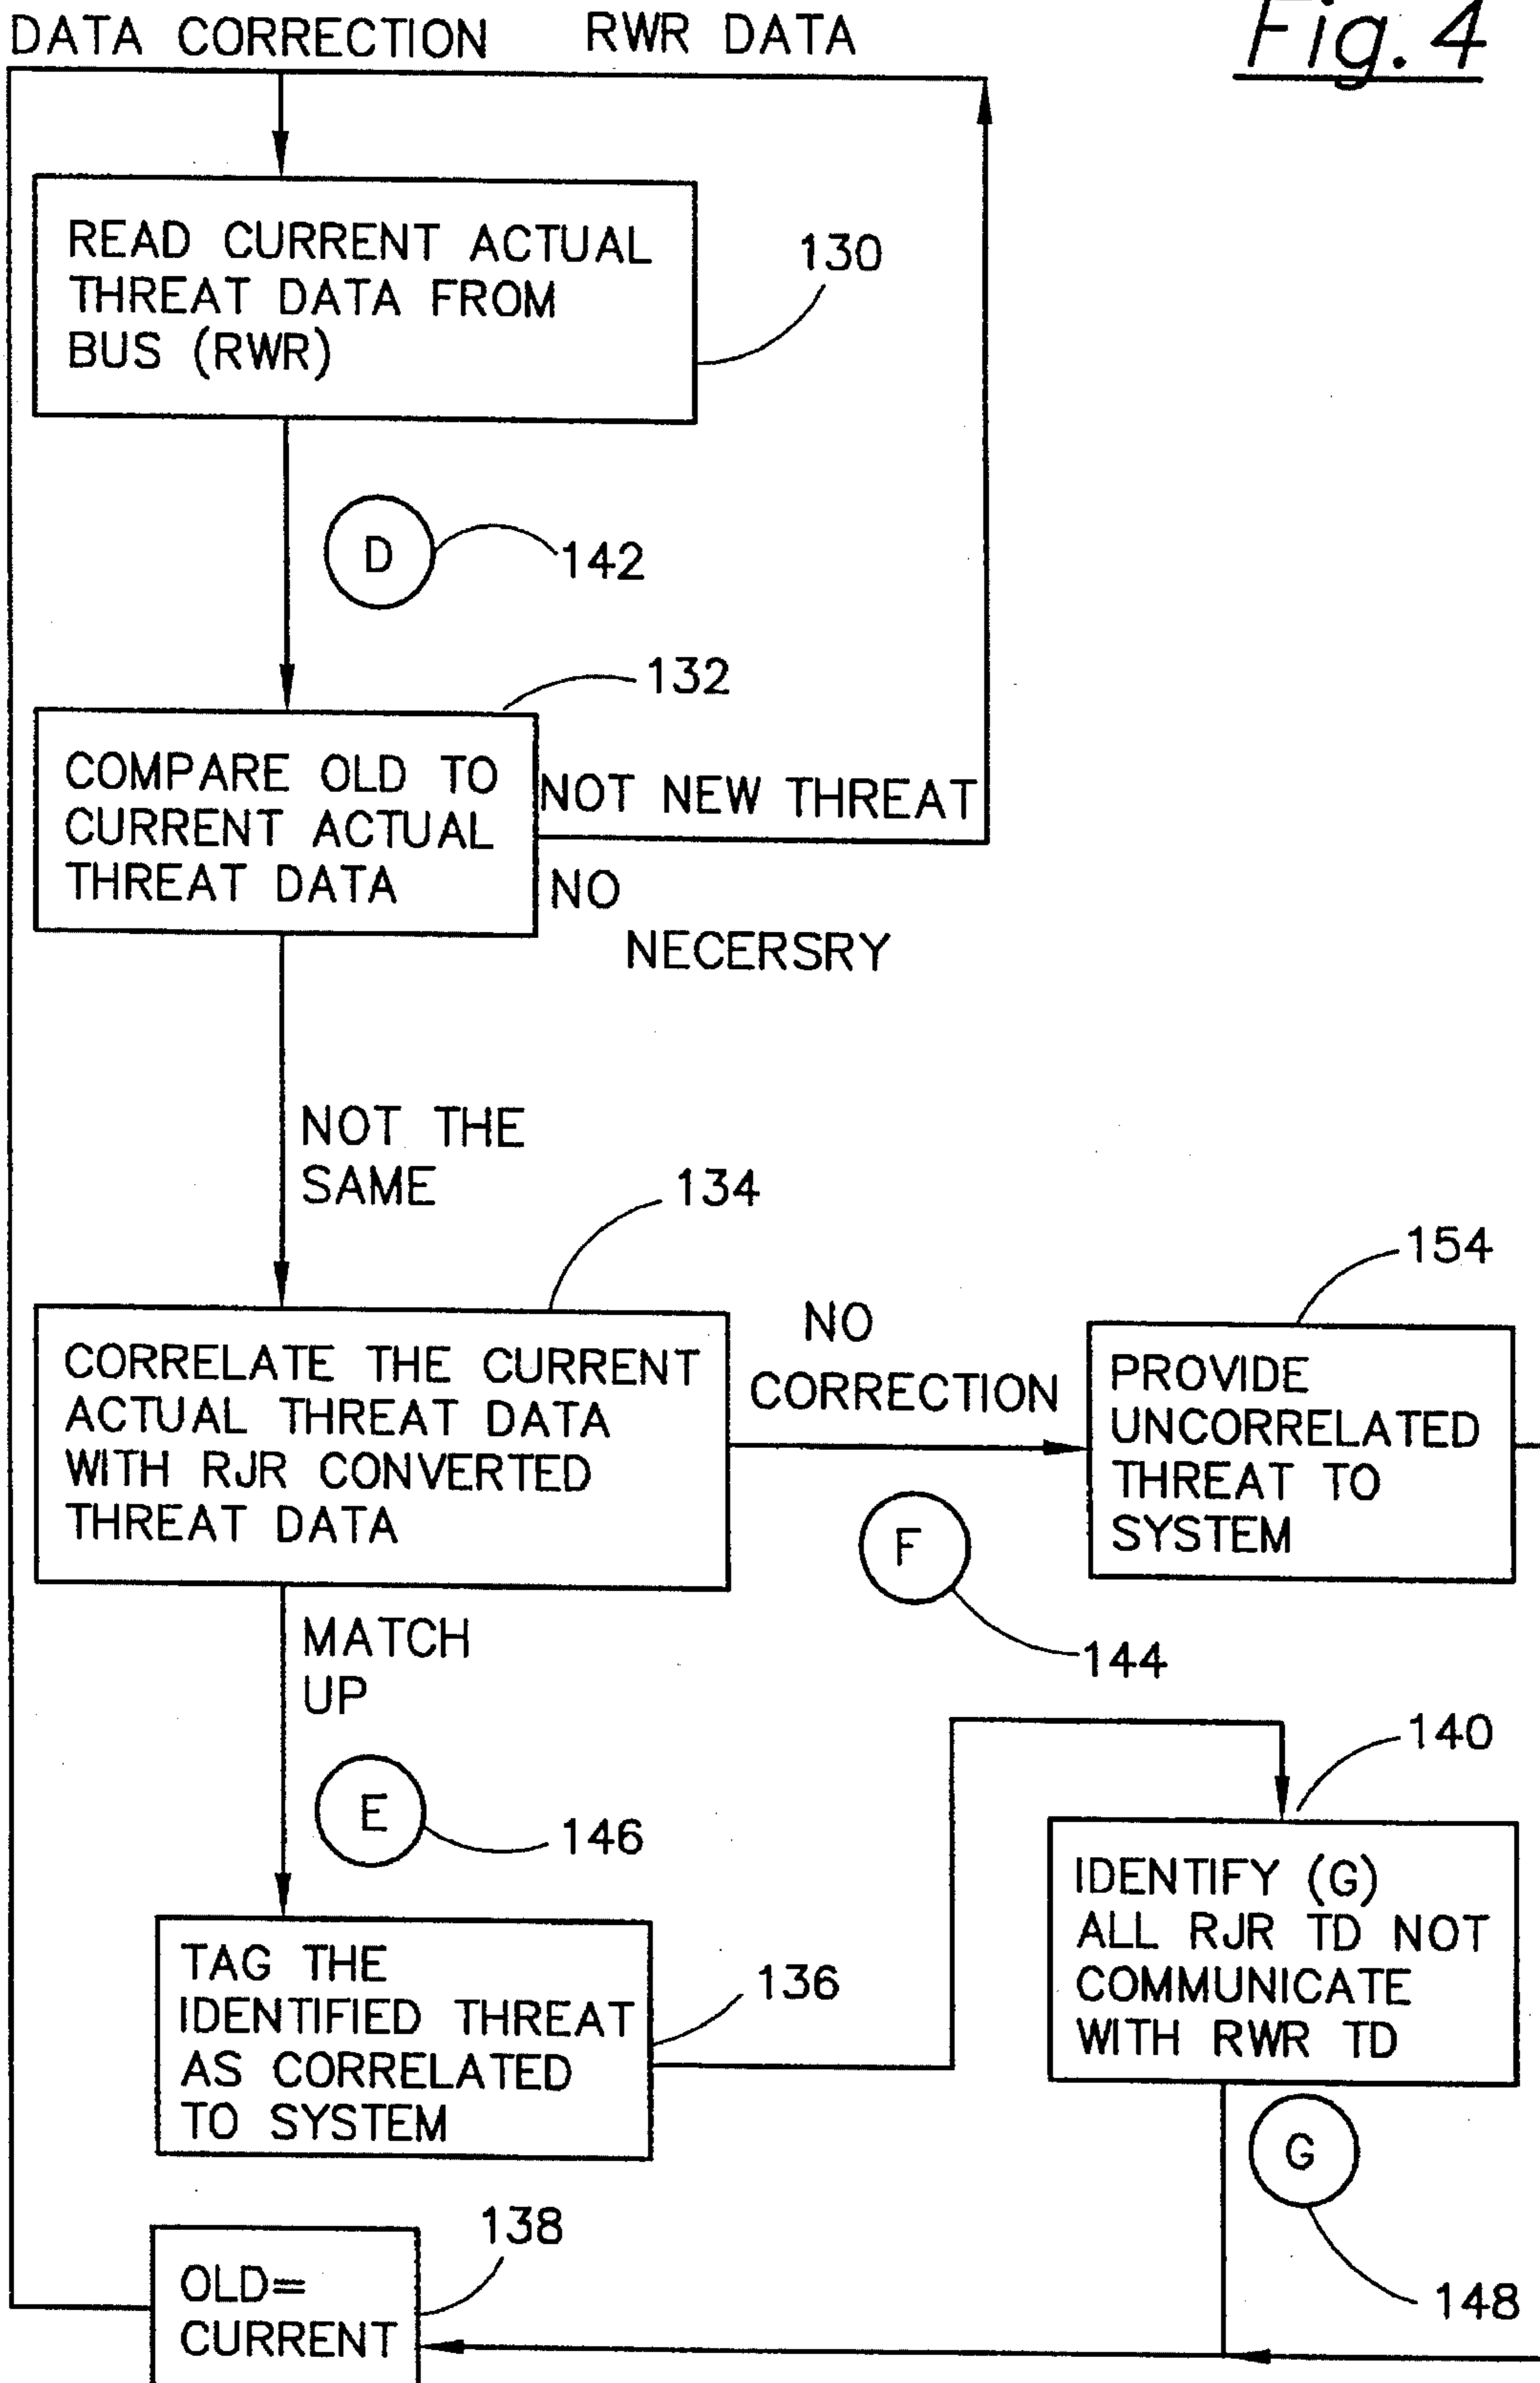 DATA CORRECTION RWR DATA
Fig. 4
READ CURRENT ACTUAL
THREAT DATA FROM
BUS (RWR)
130
D
142
132
COMPARE OLD TO
CURRENT ACTUAL
THREAT DATA
NOT NEW THREAT
NO
NECERSRY
NOT THE
SAME
134
CORRELATE THE CURRENT
ACTUAL THREAT DATA
WITH RJR CONVERTED
THREAT DATA
NO
CORRECTION
F
144
154
PROVIDE
UNCORRELATED
THREAT TO
SYSTEM
MATCH
UP
E
146
TAG THE
IDENTIFIED THREAT
AS CORRELATED
TO SYSTEM
136
140
IDENTIFY (G)
ALL RJR TD NOT
COMMUNICATE
WITH RWR TD
G
148
138
OLD=
CURRENT